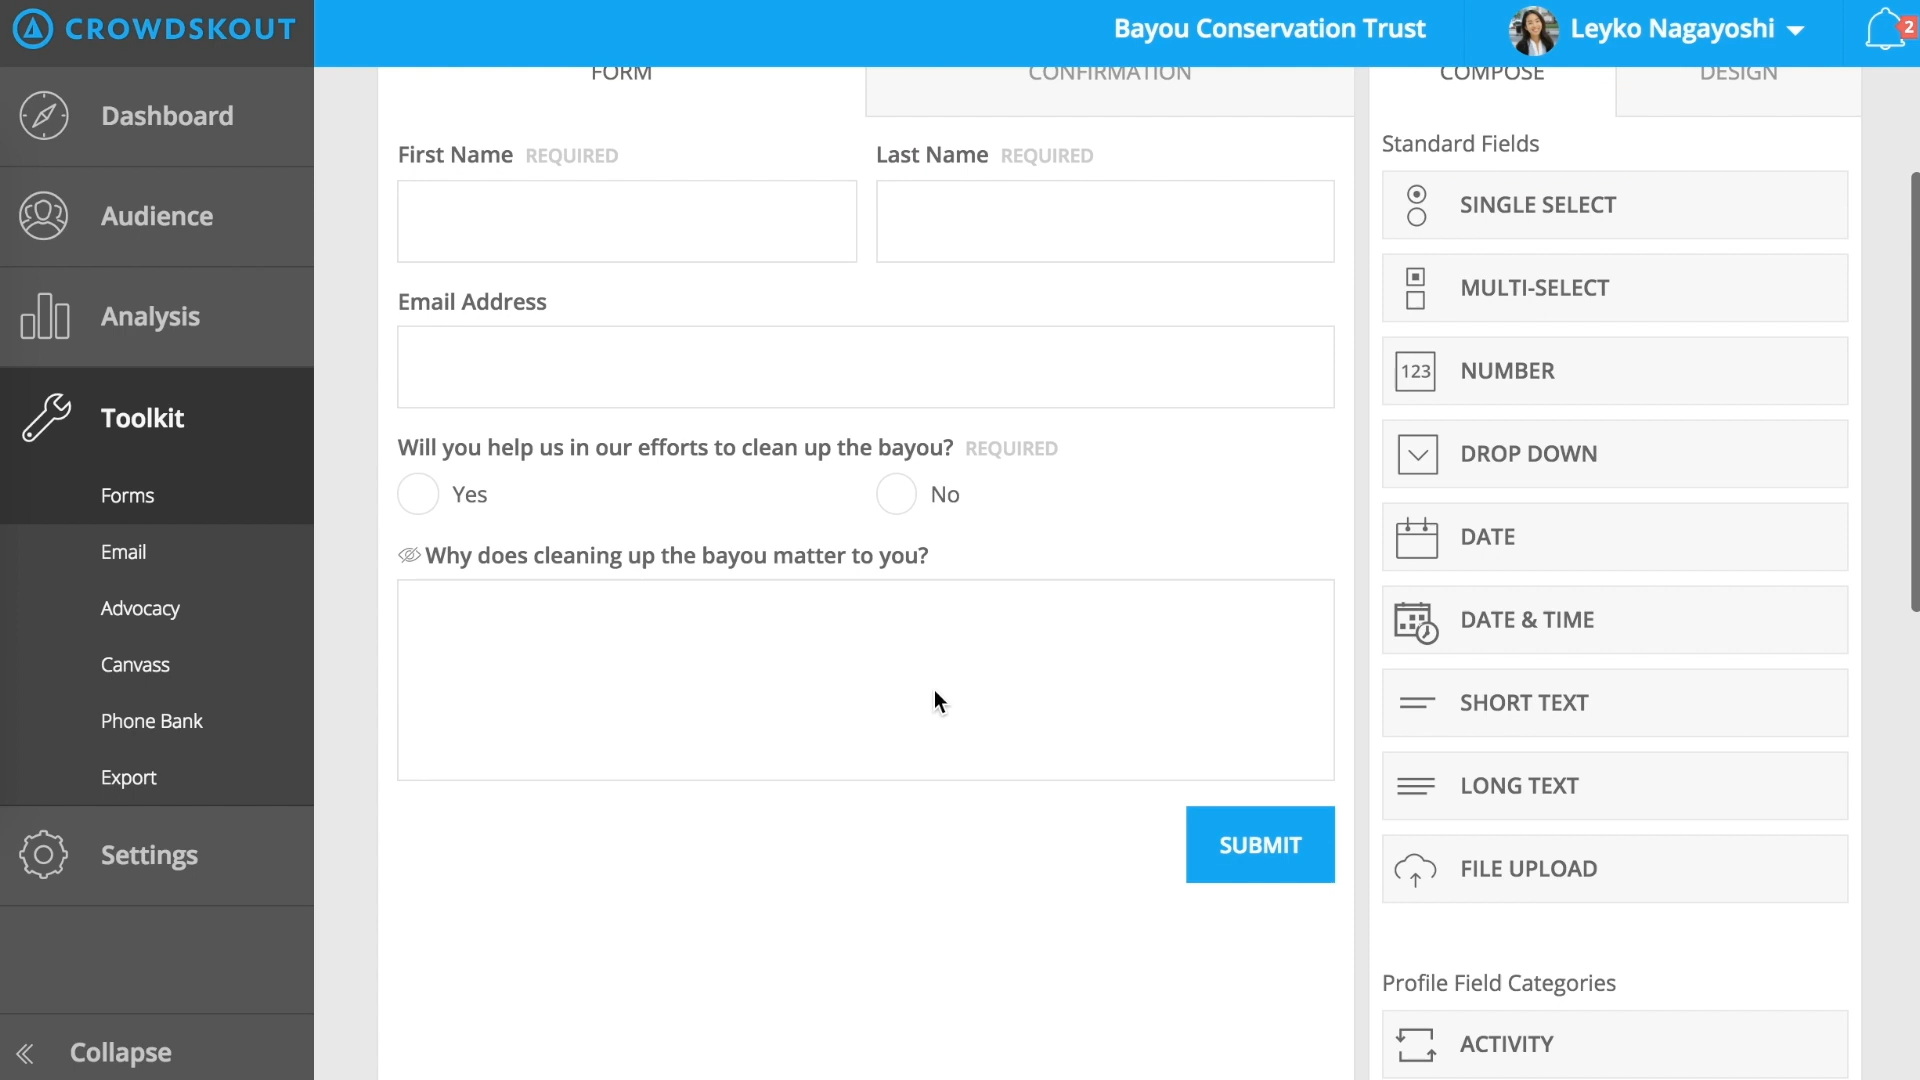 CROWDSKOUT
Bayou Conservation Trust
Leyko Nagayoshi
2
Dashboard
Audience
Analysis
Toolkit
Forms
Email
Advocacy
Canvass
Phone Bank
Export
Settings
Collapse
FORM
CONFIRMATION
First Name REQUIRED
Last Name REQUIRED
Email Address
Will you help us in our efforts to clean up the bayou? REQUIRED
Yes
No
Why does cleaning up the bayou matter to you?
SUBMIT
COMPOSE
DESIGN
Standard Fields
SINGLE SELECT
MULTI-SELECT
123 NUMBER
DROP DOWN
DATE
DATE & TIME
SHORT TEXT
LONG TEXT
FILE UPLOAD
Profile Field Categories
ACTIVITY